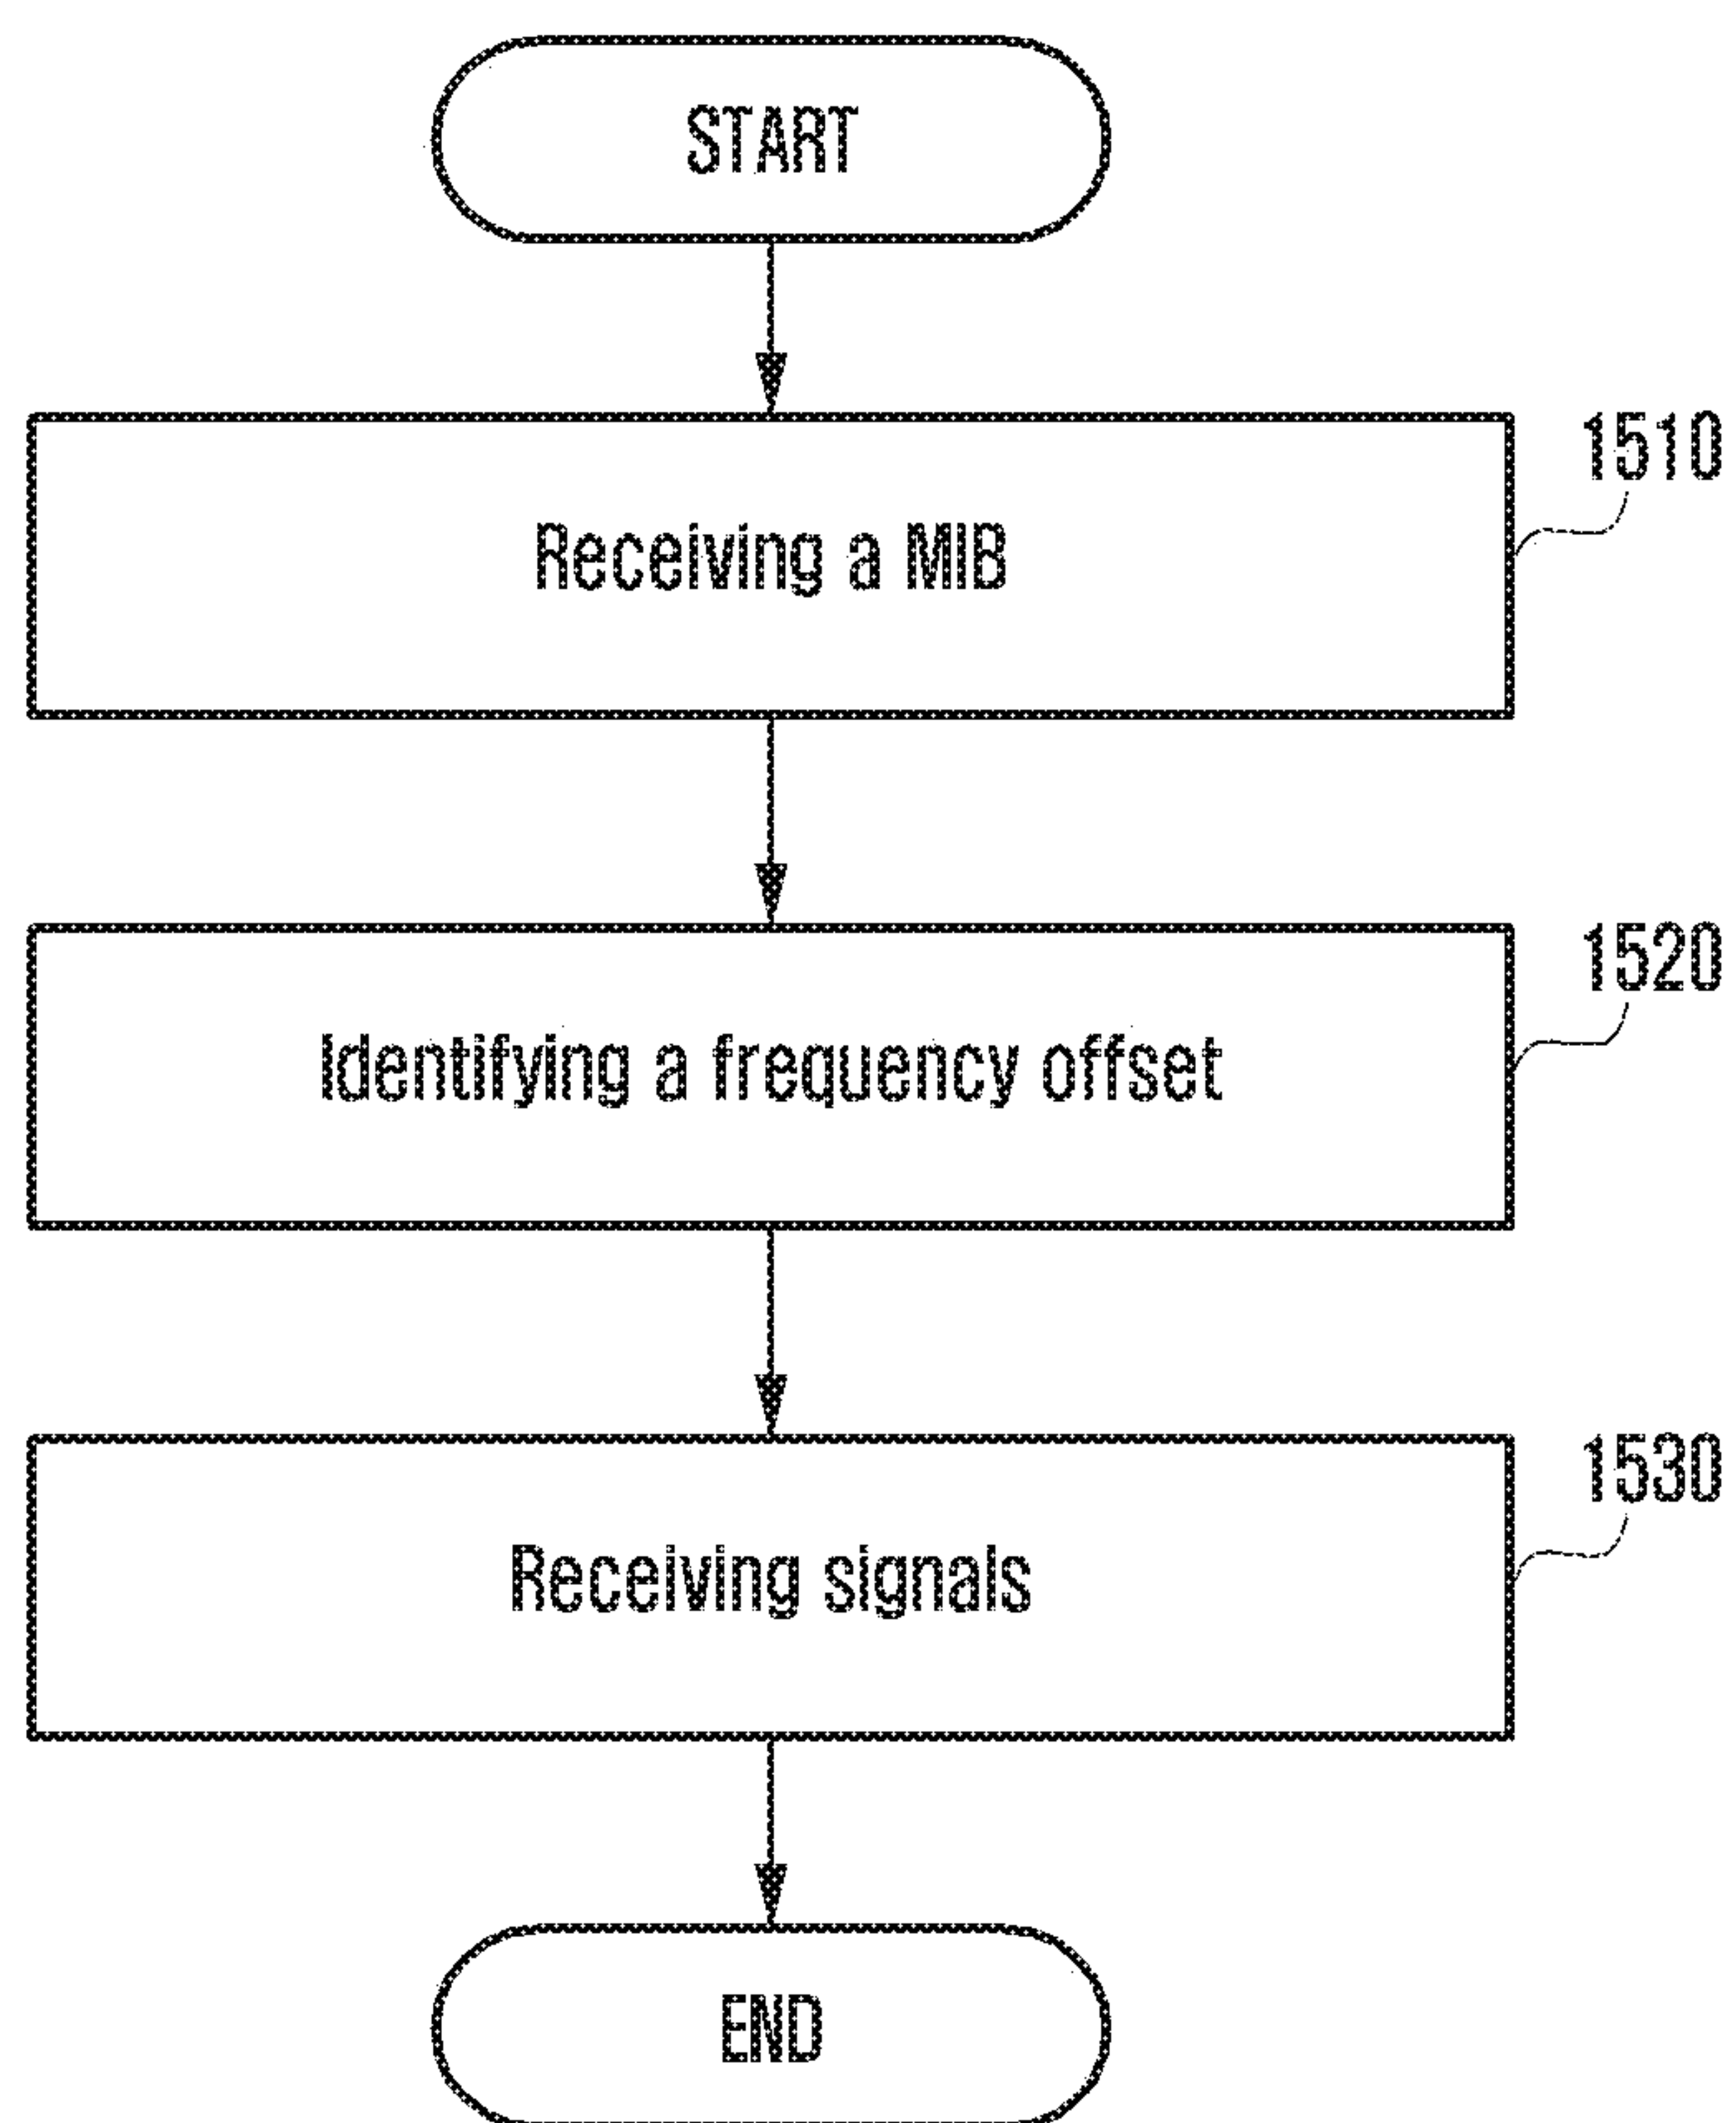 START
1510
Receiving a MIB
1520
Identifying a frequency offset
1530
Receiving signals
END